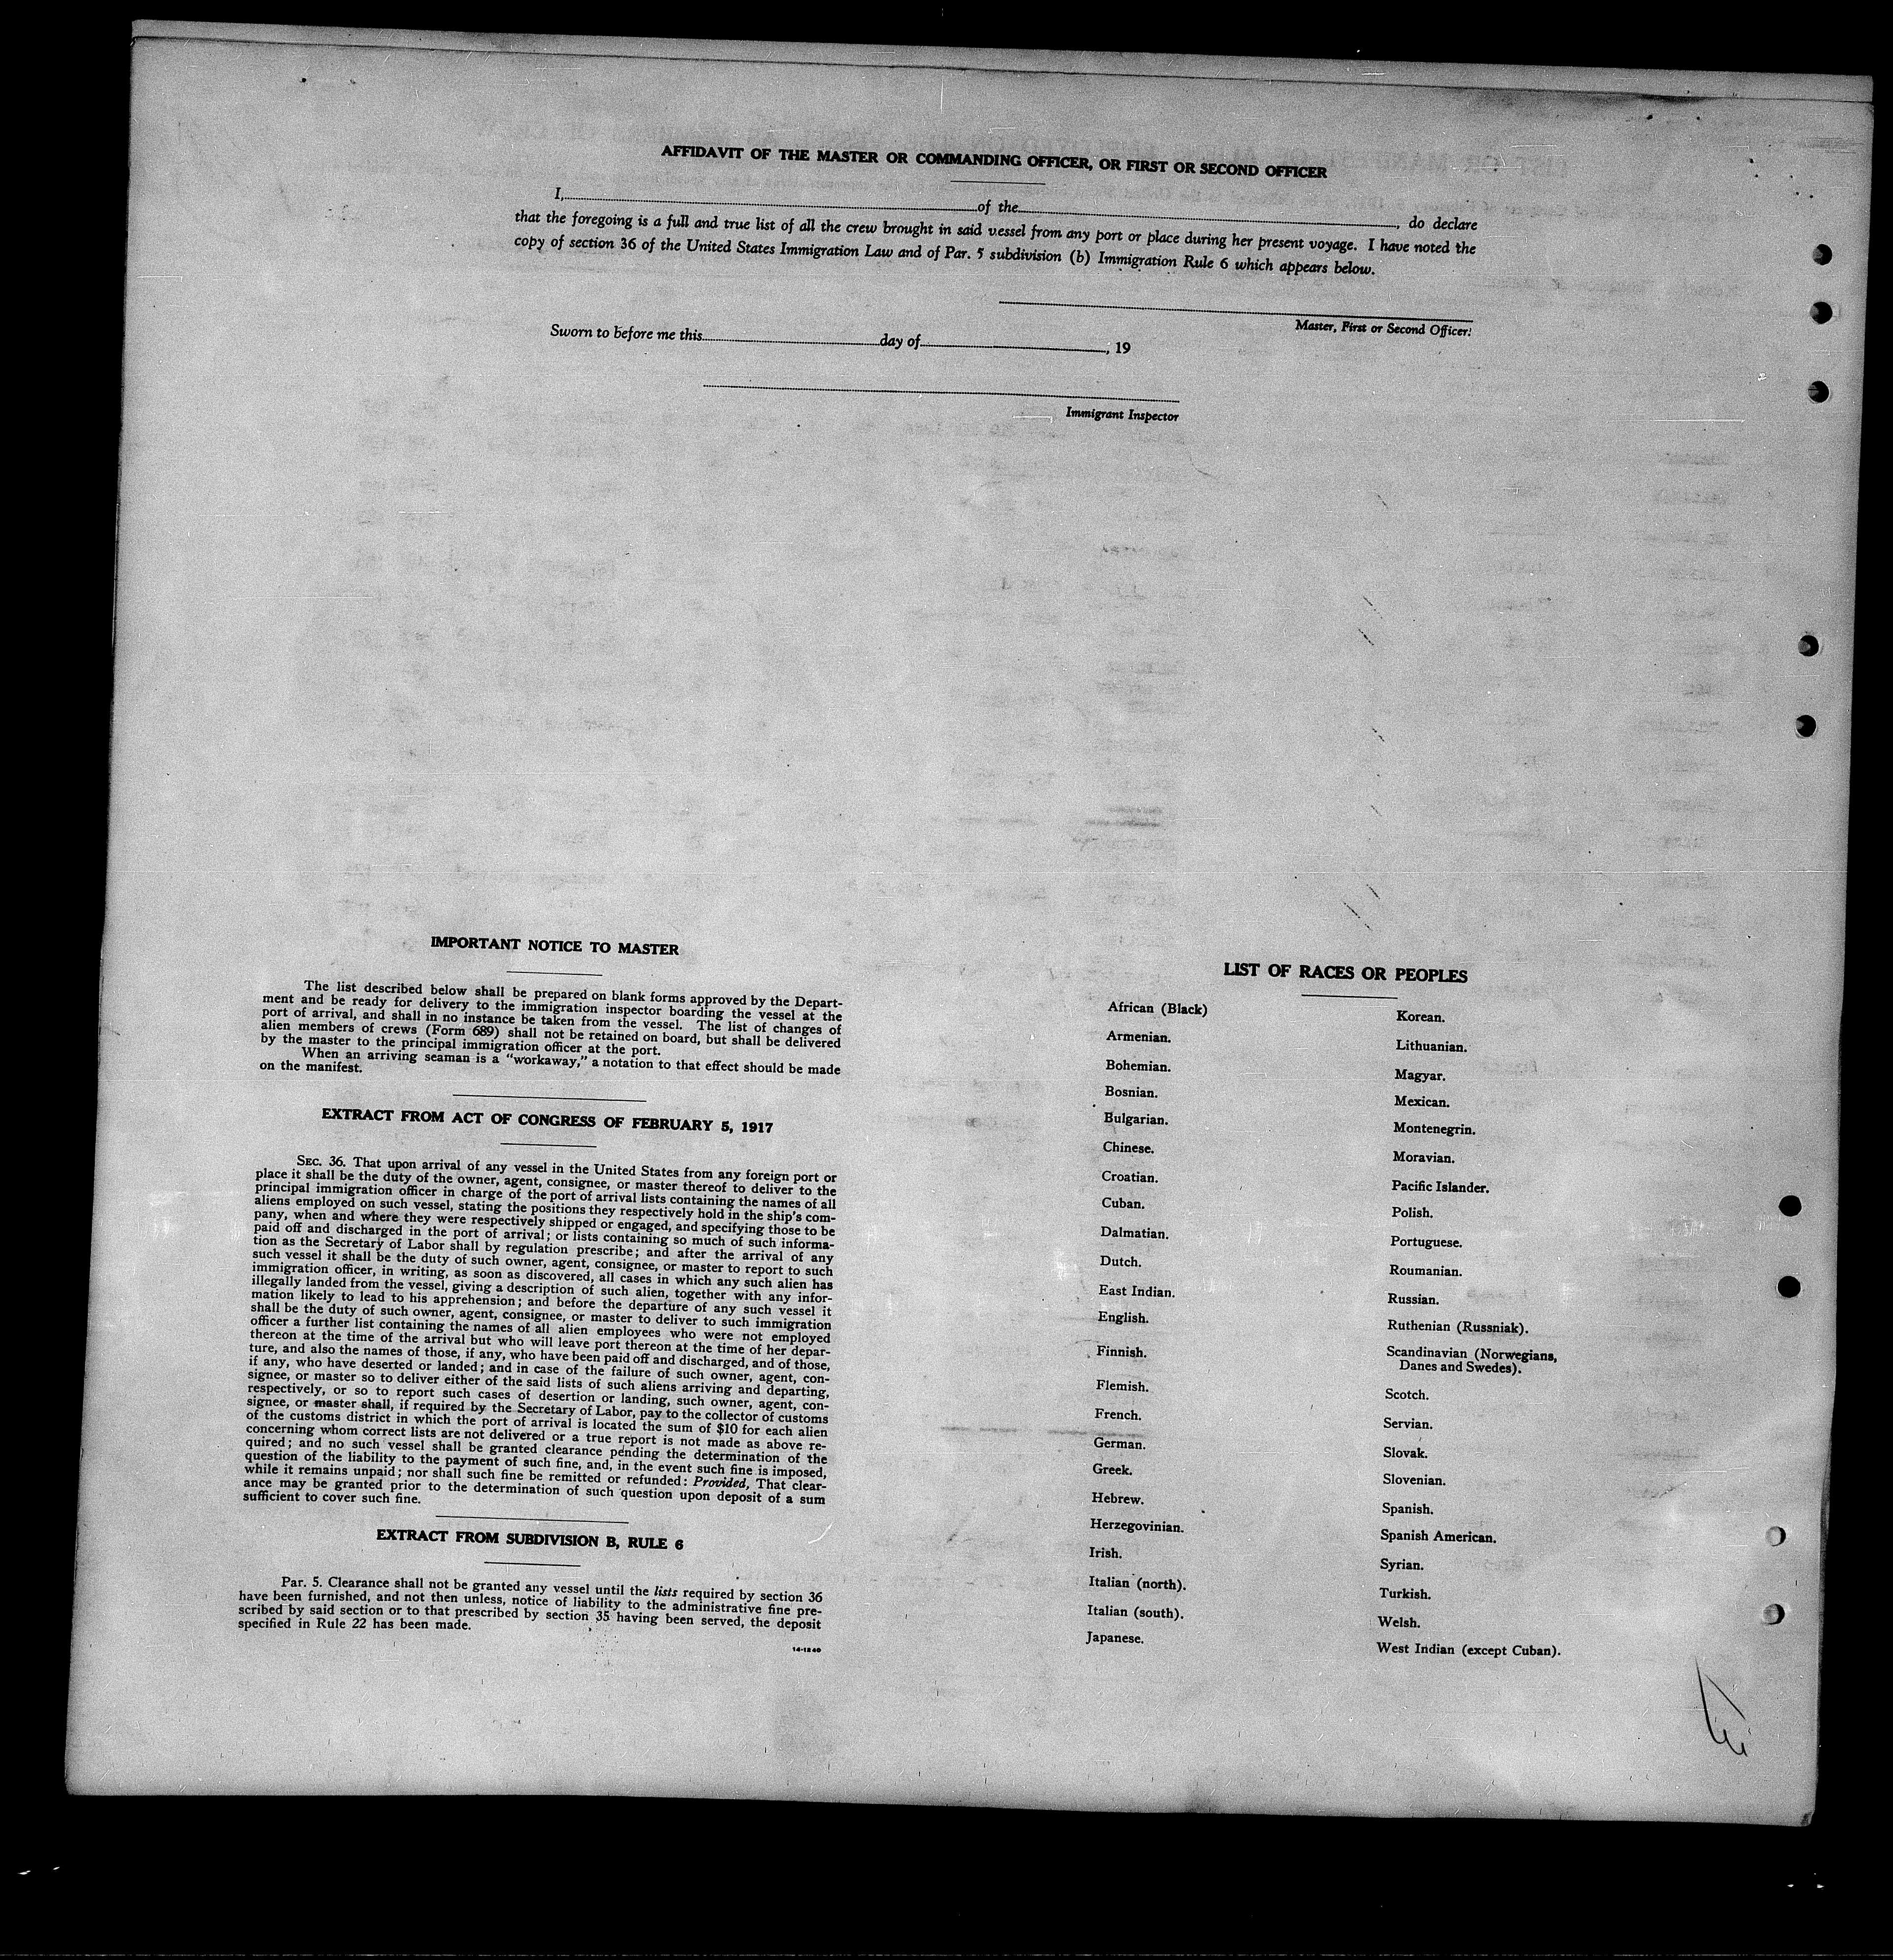 AFFIDAVIT OF THE MASTER OR COMMANDING OFFICER, OR FIRST OR SECOND OFFICER
I, of the , do declare
that the foregoing is a full and true list of all the crew brought in said vessel from any port or place during her present voyage. I have noted the
copy of section 36 of the United States Immigration Law and of Par. 5 subdivision (b) Immigration Rule 6 which appears below.
Master, First or Second Officer.
Sworn to before me this day of , 19
Immigrant Inspector
IMPORTANT NOTICE TO MASTER
The list described below shall be prepared on blank forms approved by the Depart-
ment and be ready for delivery to the immigration inspector boarding the vessel at the
port of arrival, and shall in no instance be taken from the vessel. The list of changes of
alien members of crews (Form 689) shall not be retained on board, but shall be delivered
by the master to the principal immigration officer at the port.
When an arriving seaman is a "workaway," a notation to that effect should be made
on the manifest.
EXTRACT FROM ACT OF CONGRESS OF FEBRUARY 5, 1917
SEC. 36. That upon arrival of any vessel in the United States from any foreign port or
place it shall be the duty of the owner, agent, consignee, or master thereof to deliver to the
principal immigration officer in charge of the port of arrival lists containing the names of all
aliens employed on such vessel, stating the positions they respectively hold in the ship's com-
pany, when and where they were respectively shipped or engaged, and specifying those to be
paid off and discharged in the port of arrival; or lists containing so much of such informa-
tion as the Secretary of Labor shall by regulation prescribe; and after the arrival of any
such vessel it shall be the duty of such owner, agent, consignee, or master to report to such
immigration officer, in writing, as soon as discovered, all cases in which any such alien has
illegally landed from the vessel, giving a description of such alien, together with any infor-
mation likely to lead to his apprehension; and before the departure of any such vessel it
shall be the duty of such owner, agent, consignee, or master to deliver to such immigration
officer a further list containing the names of all alien employees who were not employed
thereon at the time of the arrival but who will leave port thereon at the time of her depar-
ture, and also the names of those, if any, who have been paid off and discharged, and of those,
if any, who have deserted or landed; and in case of the failure of such owner, agent, con-
signee, or master so to deliver either of the said lists of such aliens arriving and departing,
respectively, or so to report such cases of desertion or landing, such owner, agent, con-
signee, or master shall, if required by the Secretary of Labor, pay to the collector of customs
of the customs district in which the port of arrival is located the sum of $10 for each alien
concerning whom correct lists are not delivered or a true report is not made as above re-
quired; and no such vessel shall be granted clearance pending the determination of the
question of the liability to the payment of such fine, and, in the event such fine is imposed,
while it remains unpaid; nor shall such fine be remitted or refunded: Provided, That clear-
ance may be granted prior to the determination of such question upon deposit of a sum
sufficient to cover such fine.
EXTRACT FROM SUBDIVISION B, RULE 6
Par. 5. Clearance shall not be granted any vessel until the lists required by section 36
have been furnished, and not then unless, notice of liability to the administrative fine pre-
scribed by said section or to that prescribed by section 35 having been served, the deposit
specified in Rule 22 has been made.
14-1240
LIST OF RACES OR PEOPLES
African (Black)
Armenian.
Bohemian.
Bosnian.
Bulgarian.
Chinese.
Croatian.
Cuban.
Dalmatian.
Dutch.
East Indian.
English.
Finnish.
Flemish.
French.
German.
Greek.
Hebrew.
Herzegovinian.
Irish.
Italian (north).
Italian (south).
Japanese.
Korean.
Lithuanian.
Magyar.
Mexican.
Montenegrin.
Moravian.
Pacific Islander.
Polish.
Portuguese.
Roumanian.
Russian.
Ruthenian (Russniak).
Scandinavian (Norwegians,
Danes and Swedes).
Scotch.
Servian.
Slovak.
Slovenian.
Spanish.
Spanish American.
Syrian.
Turkish.
Welsh.
West Indian (except Cuban).